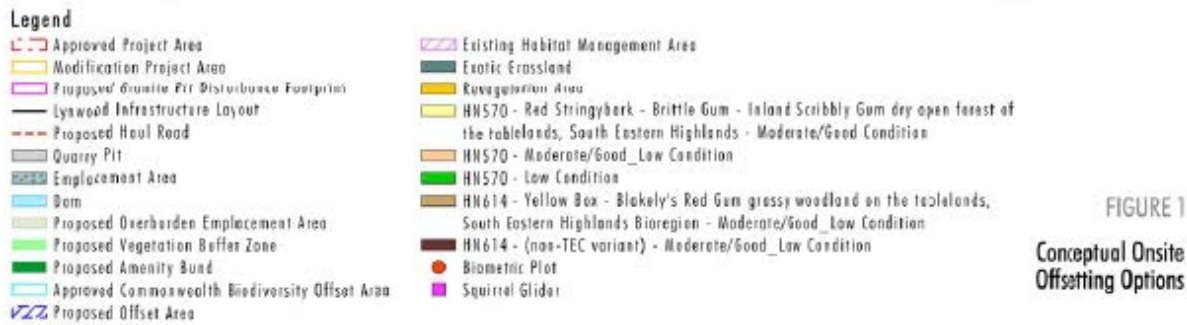 Legend
Approved Project Area
Modification Project Area
Proposed Granite Pit Disturbance Footprint
Lynwood Infrastructure Layout
Proposed Haul Road
Quarry Pit
Emplacement Area
Dam
Proposed Overburden Emplacement Area
Proposed Vegetation Buffer Zone
Proposed Amenity Bund
Approved Commonwealth Biodiversity Offset Area
Proposed Offset Area
Existing Habitat Management Area
Exotic Grassland
Revegetation Area
HN570 - Red Stringybark - Brittle Gum - Inland Scribbly Gum dry open forest of
the tablelands, South Eastern Highlands - Moderate/Good Condition
HN570 - Moderate/Good_Low Condition
HN570 - Low Condition
HN614 - Yellow Box - Blakely's Red Gum grassy woodland on the tablelands,
South Eastern Highlands Bioregion - Moderate/Good_Low Condition
HN614 - (non-TEC variant) - Moderate/Good_Low Condition
Biometric Plot
Squirrel Glider
FIGURE 1
Conceptual Onsite
Offsetting Options